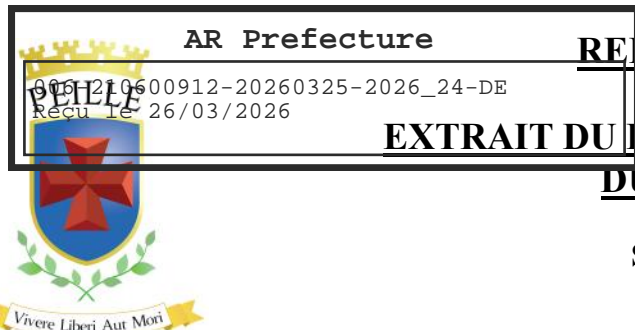 AR Prefecture
006-210600912-20260325-2026_24-DE
Reçu le 26/03/2026
PEILLE
EXTRAIT DU
DU
Vivere Liberi Aut Mori